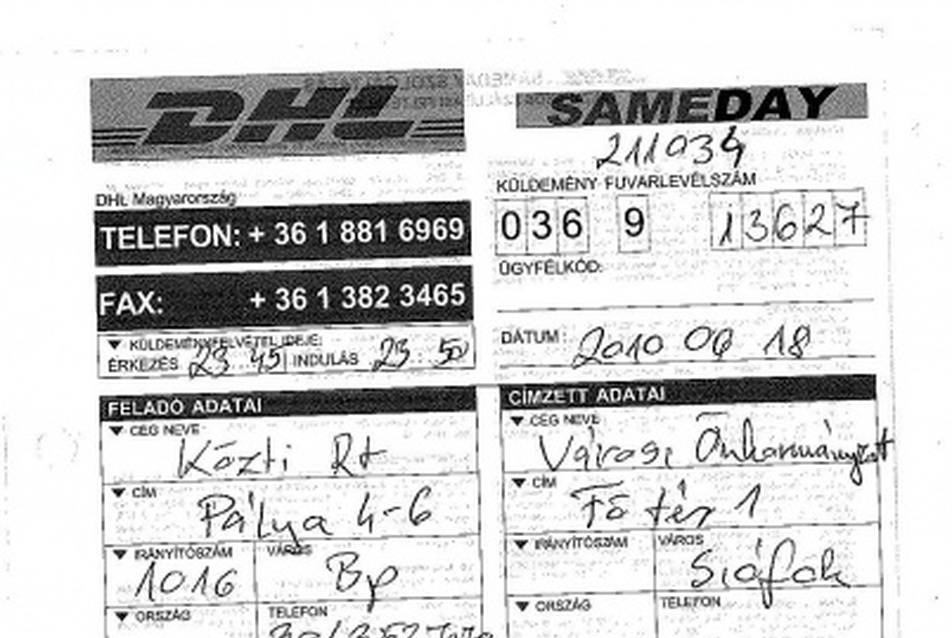 DHL
SAMEDAY
211034
KÜLDEMÉNY FUVARLEVÉLSZÁM
036 9 13627
DHL Magyarország
TELEFON: + 36 1 881 6969
FAX: + 36 1 382 3465
ÜGYFÉLKÓD:
KÜLDEMÉNYFELVÉTEL IDEJE:
ÉRKEZÉS 23 45 INDULÁS 23 50
DÁTUM: 2010 06 18
FELADÓ ADATAI
CÉG NEVE
Közti Rt
CÍM
Pálya 4-6
IRÁNYÍTÓSZÁM VÁROS
1016 Bp
ORSZÁG TELEFON
CÍMZETT ADATAI
CÉG NEVE
Városi Önkormányzat
CÍM
Fő tér 1
IRÁNYÍTÓSZÁM VÁROS
Siófok
ORSZÁG TELEFON